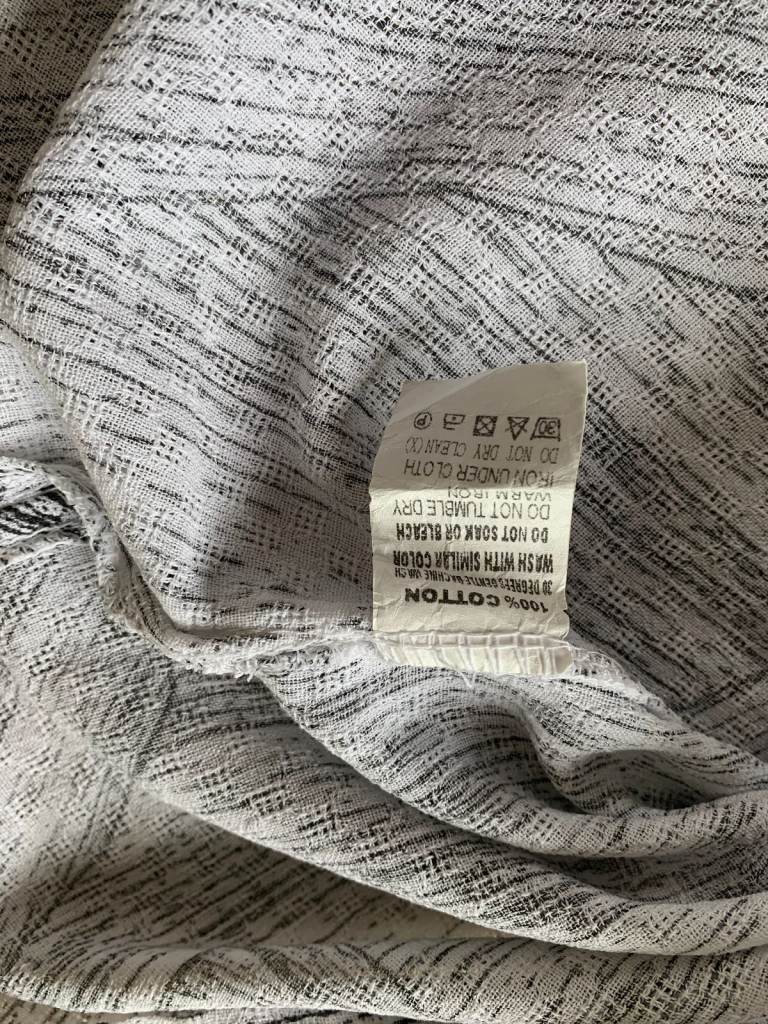 100% COTTON
30 DEGREES GENTLE MACHINE WASH
WASH WITH SIMILAR COLOR
DO NOT SOAK OR BLEACH
DO NOT TUMBLE DRY
WARM IRON
IRON UNDER CLOTH
DO NOT DRY CLEAN (X)
30 P